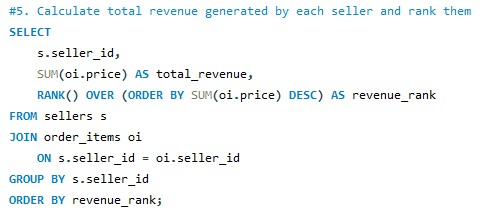 #5. Calculate total revenue generated by each seller and rank them
SELECT
    s.seller_id,
    SUM(oi.price) AS total_revenue,
    RANK() OVER (ORDER BY SUM(oi.price) DESC) AS revenue_rank
FROM sellers s
JOIN order_items oi
    ON s.seller_id = oi.seller_id
GROUP BY s.seller_id
ORDER BY revenue_rank;